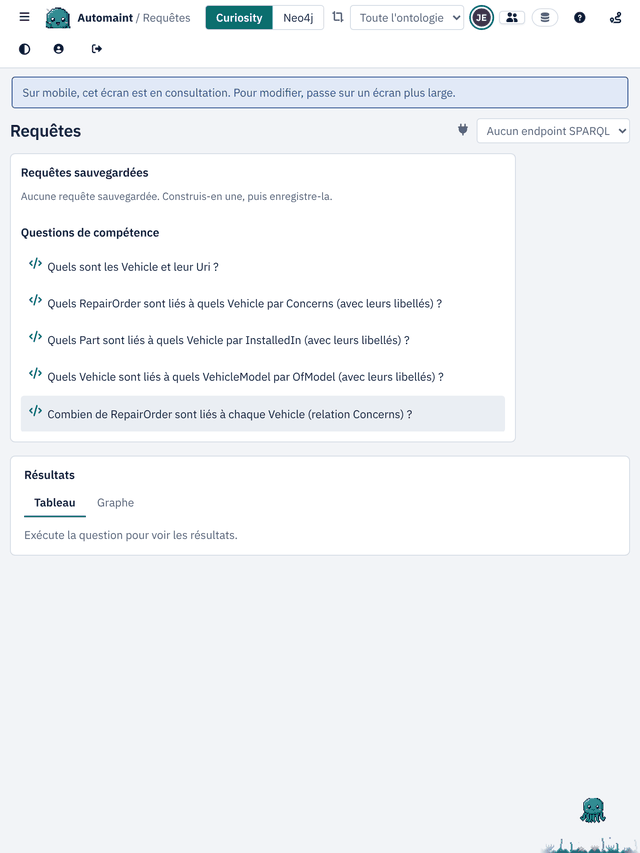 Automaint / Requêtes
Curiosity
Neo4j
Toute l'ontologie
JE
Sur mobile, cet écran est en consultation. Pour modifier, passe sur un écran plus large.
Requêtes
Aucun endpoint SPARQL
Requêtes sauvegardées
Aucune requête sauvegardée. Construis-en une, puis enregistre-la.
Questions de compétence
</> Quels sont les Vehicle et leur Uri ?
</> Quels RepairOrder sont liés à quels Vehicle par Concerns (avec leurs libellés) ?
</> Quels Part sont liés à quels Vehicle par InstalledIn (avec leurs libellés) ?
</> Quels Vehicle sont liés à quels VehicleModel par OfModel (avec leurs libellés) ?
</> Combien de RepairOrder sont liés à chaque Vehicle (relation Concerns) ?
Résultats
Tableau
Graphe
Exécute la question pour voir les résultats.